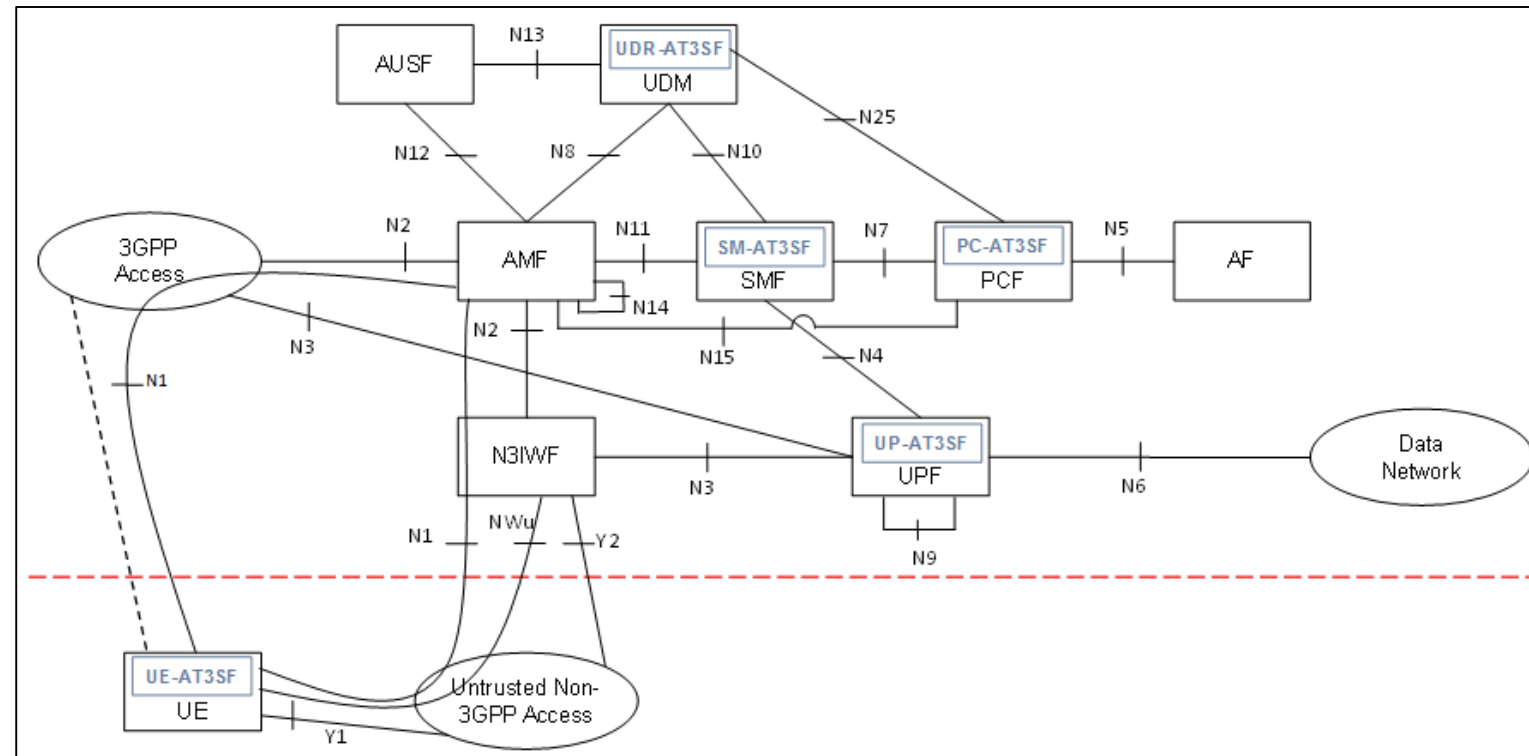 N13
UDR-AT3SF
AUSF
UDM
N25
N12
N8
N10
3GPP
Access
N2
N11
SM-AT3SF
N7
PC-AT3SF
N5
AMF
SMF
PCF
AF
N14
N2
N3
N15
N4
N1
N3IWF
UP-AT3SF
UPF
Data
Network
N3
N6
N1
NWu
Y2
N9
UE-AT3SF
UE
Untrusted Non-
3GPP Access
Y1